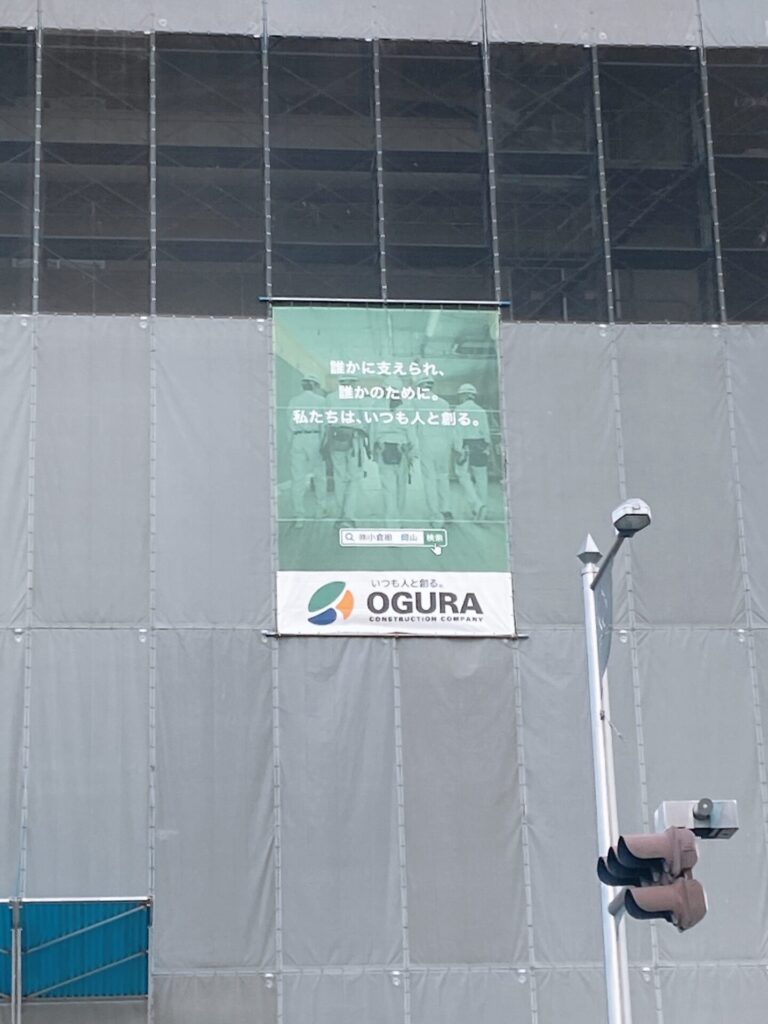 誰かに支えられ、
誰かのために。
私たちは、いつも人と創る。
㈱小倉組 岡山 検索
いつも人と創る。
OGURA
CONSTRUCTION COMPANY